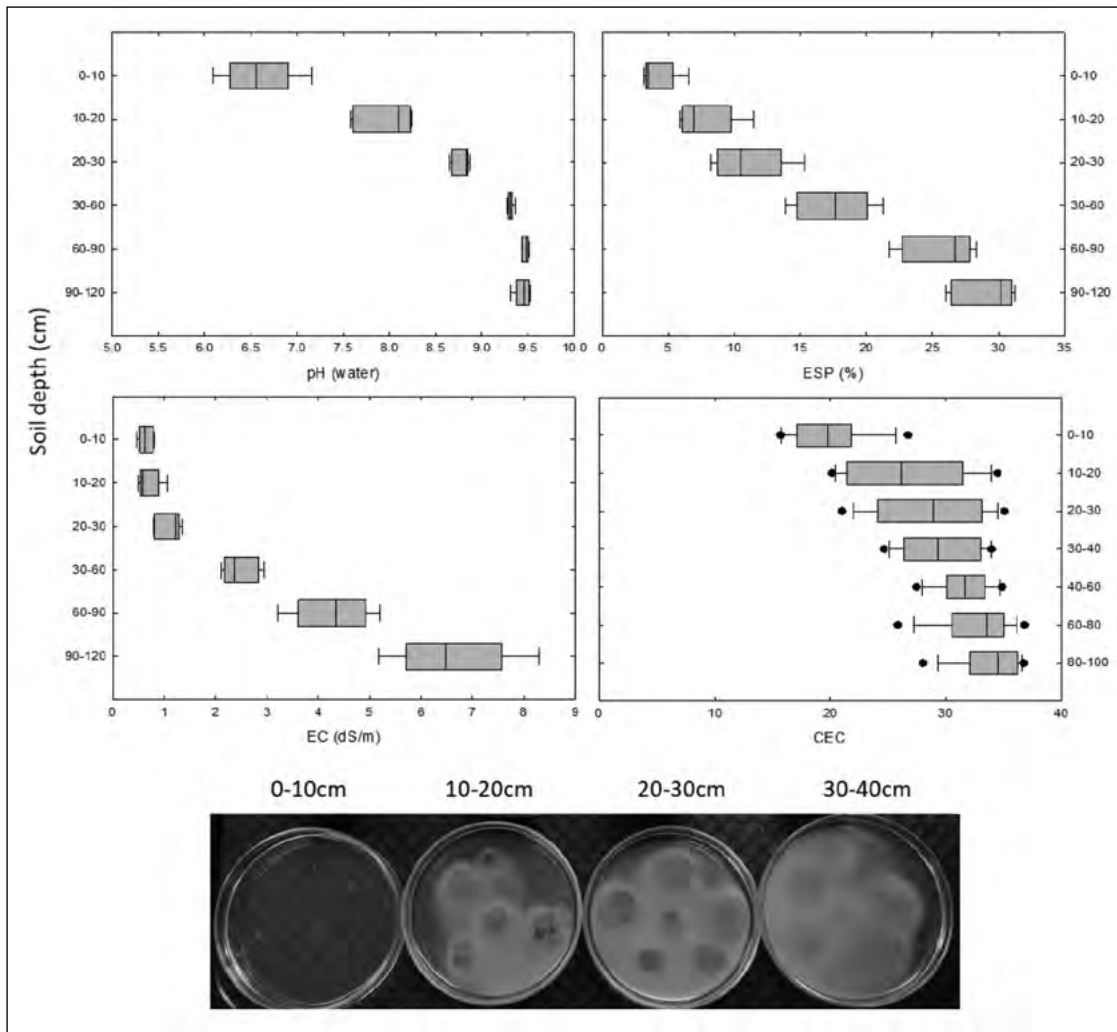 0-10
10-20
20-30
30-60
60-90
90-120
5.0 5.5 6.0 6.5 7.0 7.5 8.0 8.5 9.0 9.5 10.0
pH (water)
0-10
10-20
20-30
30-60
60-90
90-120
0 5 10 15 20 25 30 35
ESP (%)
Soil depth (cm)
0-10
10-20
20-30
30-60
60-90
90-120
0 1 2 3 4 5 6 7 8 9
EC (dS/m)
0-10
10-20
20-30
30-40
40-60
60-80
80-100
0 10 20 30 40
CEC
0-10cm 10-20cm 20-30cm 30-40cm